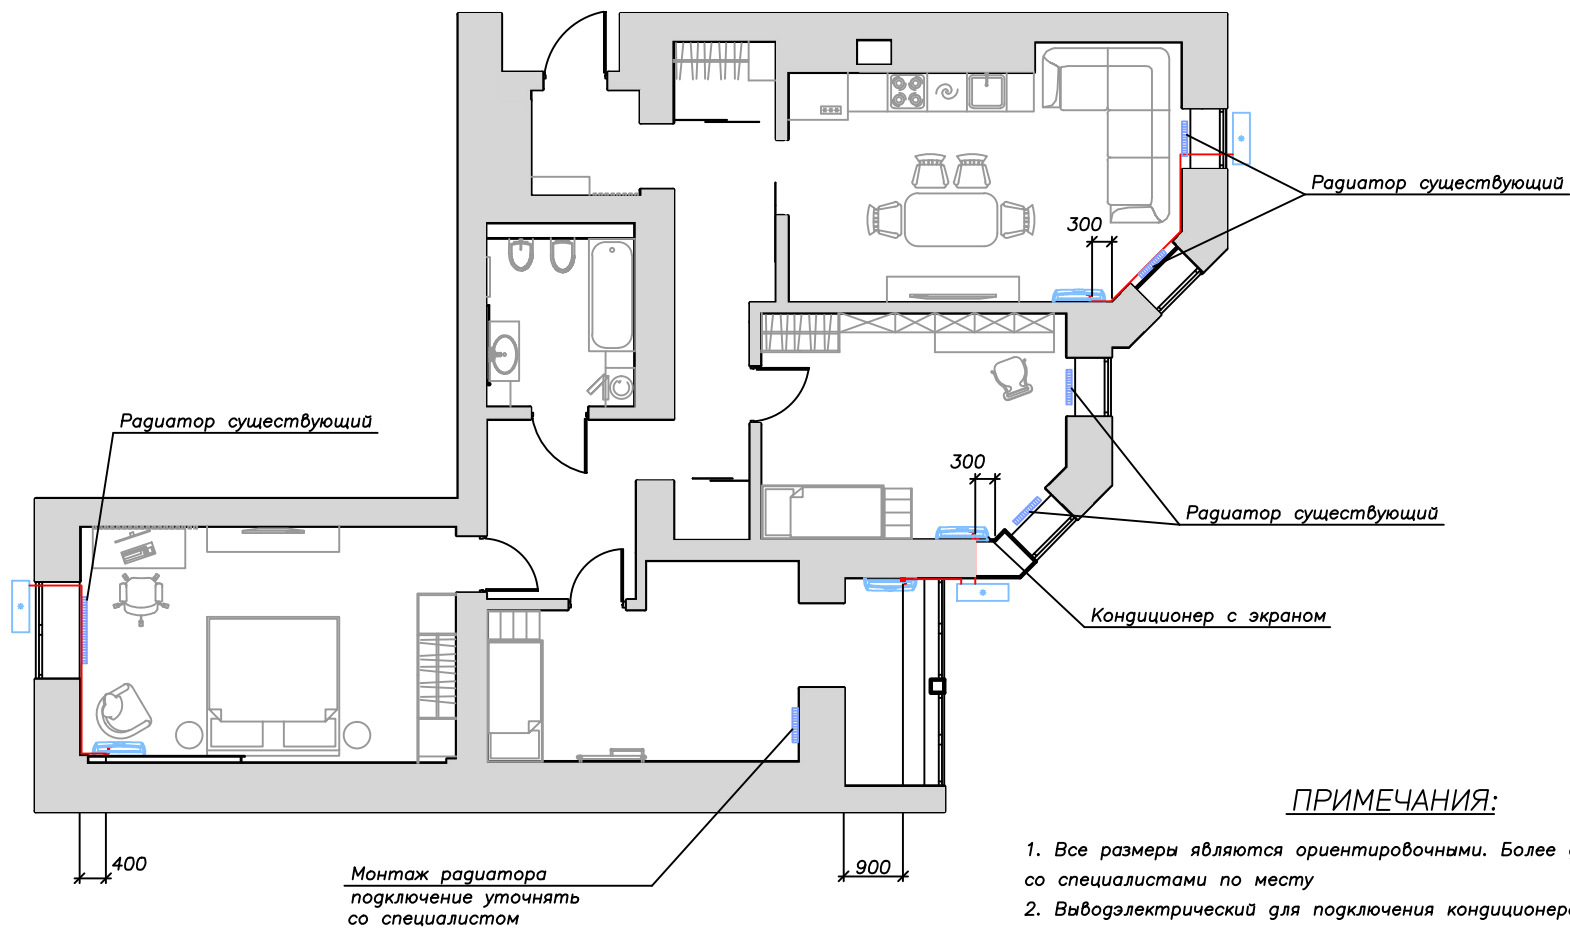 Радиатор существующий
300
Радиатор существующий
300
Радиатор существующий
Кондиционер с экраном
400
Монтаж радиатора
подключение уточнять
со специалистом
900
ПРИМЕЧАНИЯ:
1. Все размеры являются ориентировочными. Более
со специалистами по месту
2. Выводэлектрический для подключения кондиционер